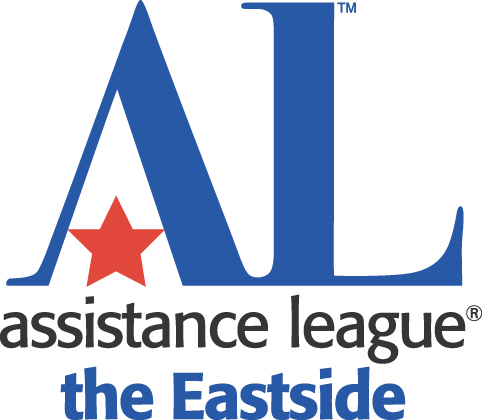 AL™
assistance league®
the Eastside